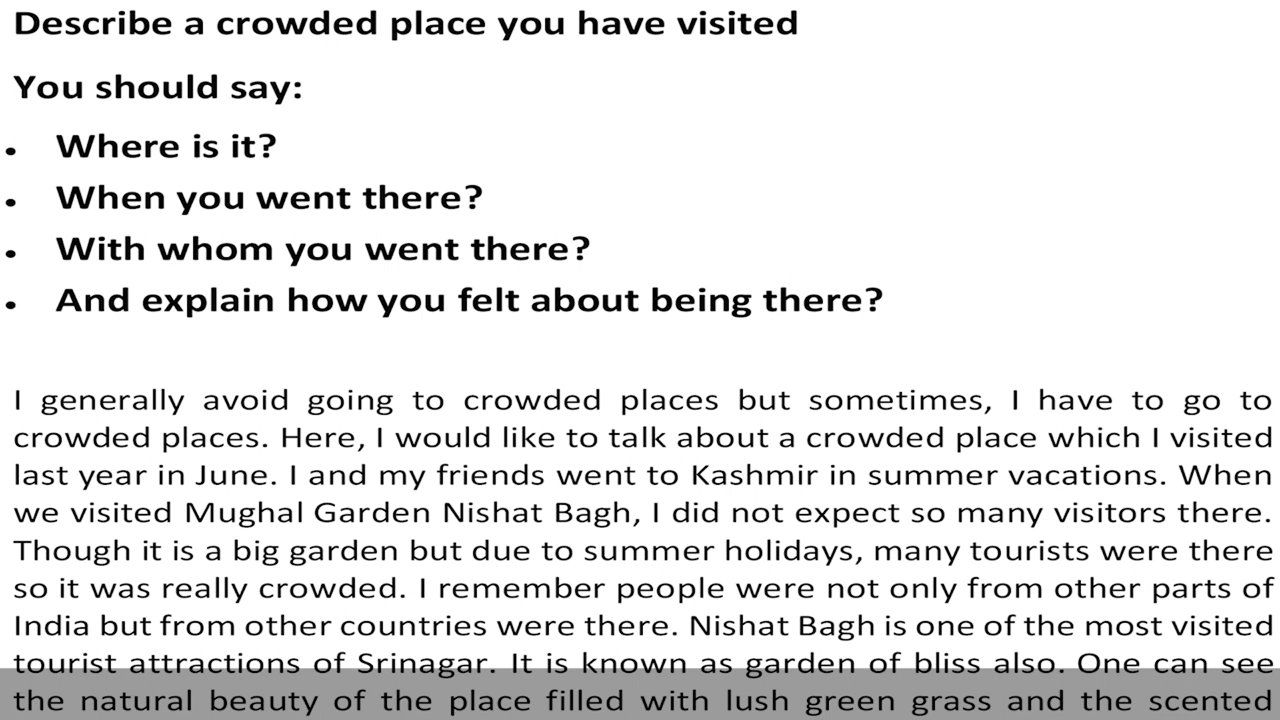 Describe a crowded place you have visited
You should say:
• Where is it?
• When you went there?
• With whom you went there?
• And explain how you felt about being there?
I generally avoid going to crowded places but sometimes, I have to go to
crowded places. Here, I would like to talk about a crowded place which I visited
last year in June. I and my friends went to Kashmir in summer vacations. When
we visited Mughal Garden Nishat Bagh, I did not expect so many visitors there.
Though it is a big garden but due to summer holidays, many tourists were there
so it was really crowded. I remember people were not only from other parts of
India but from other countries were there. Nishat Bagh is one of the most visited
tourist attractions of Srinagar. It is known as garden of bliss also. One can see
the natural beauty of the place filled with lush green grass and the scented